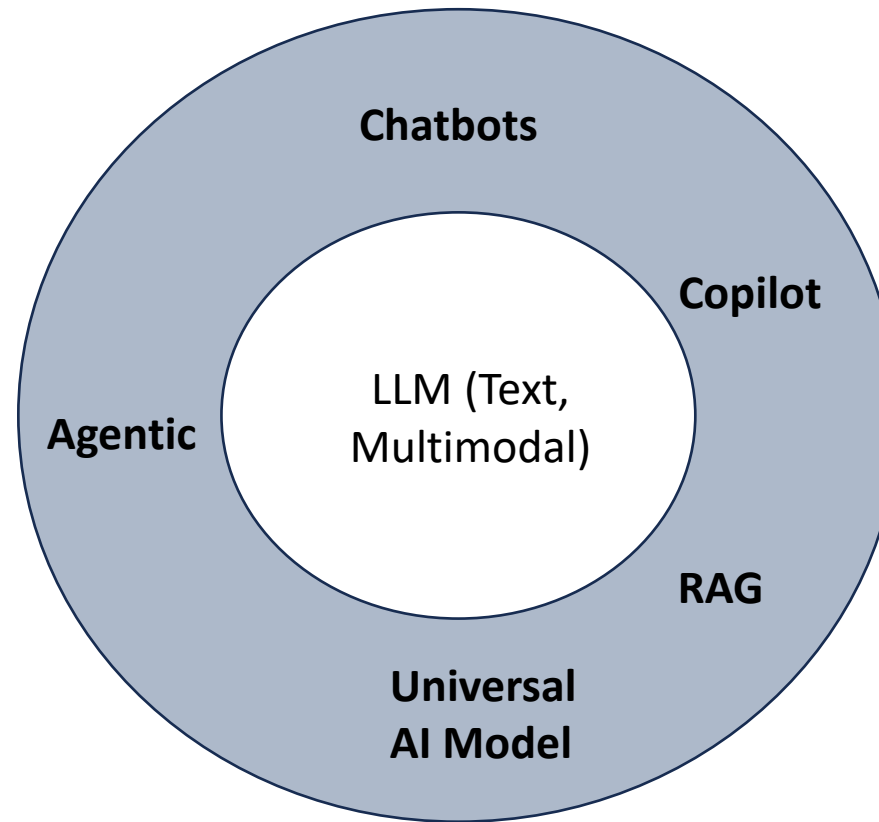 Chatbots
Copilot
LLM (Text,
Multimodal)
Agentic
RAG
Universal
AI Model